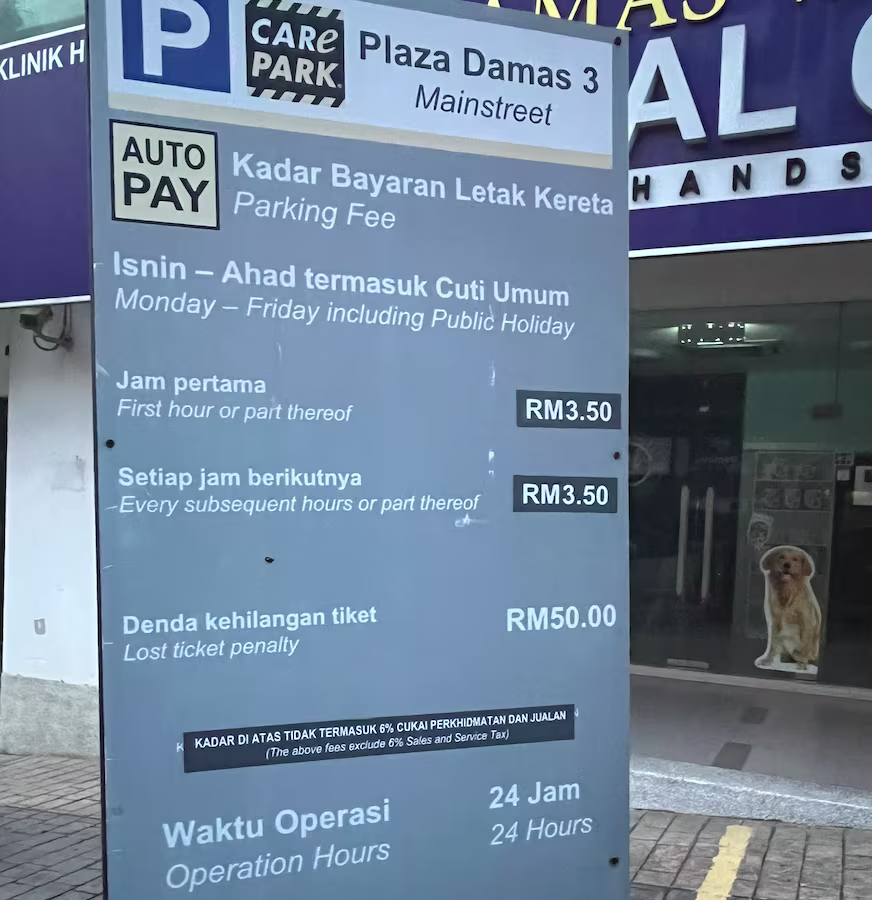 P
CARe
PARK
Plaza Damas 3
Mainstreet
AUTO
PAY
Kadar Bayaran Letak Kereta
Parking Fee
Isnin – Ahad termasuk Cuti Umum
Monday – Friday including Public Holiday
Jam pertama
First hour or part thereof
RM3.50
Setiap jam berikutnya
Every subsequent hours or part thereof
RM3.50
Denda kehilangan tiket
Lost ticket penalty
RM50.00
KADAR DI ATAS TIDAK TERMASUK 6% CUKAI PERKHIDMATAN DAN JUALAN
(The above fees exclude 6% Sales and Service Tax)
Waktu Operasi
Operation Hours
24 Jam
24 Hours
KLINIK H
AMAS
AL
HANDS